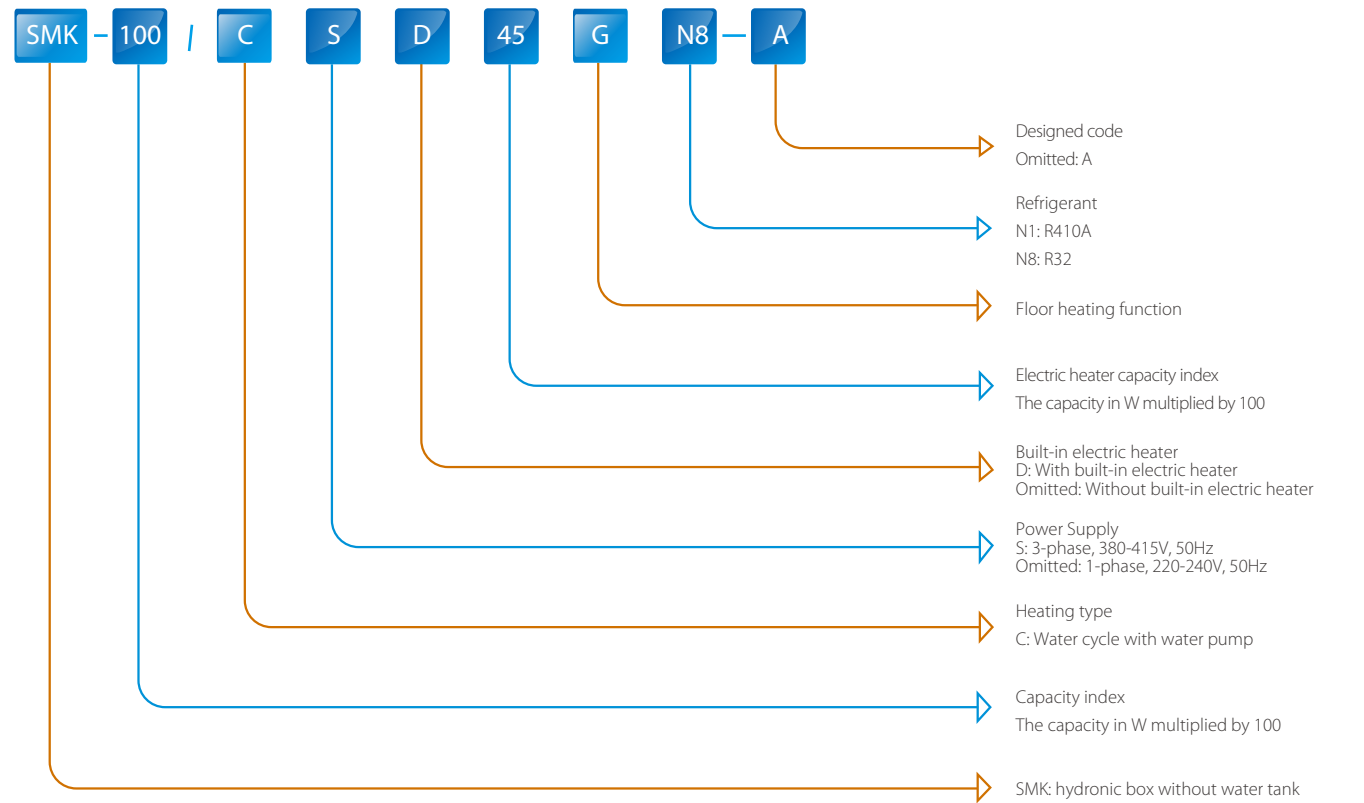 SMK – 100 / C S D 45 G N8 — A
Designed code
Omitted: A
Refrigerant
N1: R410A
N8: R32
Floor heating function
Electric heater capacity index
The capacity in W multiplied by 100
Built-in electric heater
D: With built-in electric heater
Omitted: Without built-in electric heater
Power Supply
S: 3-phase, 380-415V, 50Hz
Omitted: 1-phase, 220-240V, 50Hz
Heating type
C: Water cycle with water pump
Capacity index
The capacity in W multiplied by 100
SMK: hydronic box without water tank